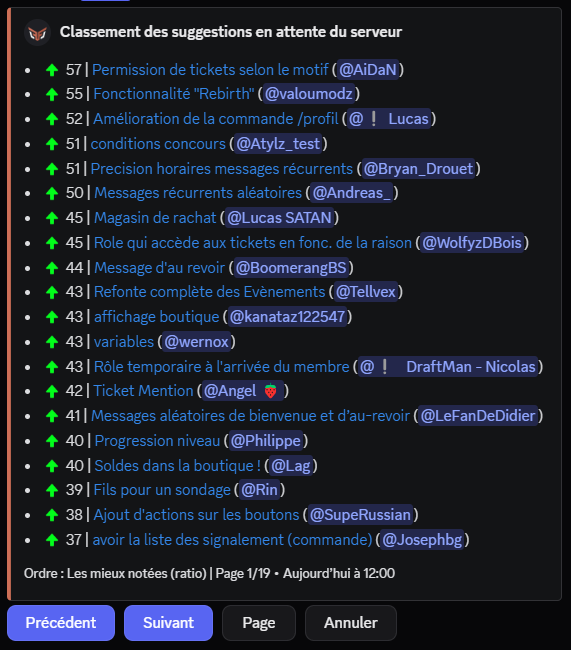 Classement des suggestions en attente du serveur
57 | Permission de tickets selon le motif (@AiDaN)
55 | Fonctionnalité "Rebirth" (@valoumodz)
52 | Amélioration de la commande /profil (@❕ Lucas)
51 | conditions concours (@Atylz_test)
51 | Precision horaires messages récurrents (@Bryan_Drouet)
50 | Messages récurrents aléatoires (@Andreas_)
45 | Magasin de rachat (@Lucas SATAN)
45 | Role qui accède aux tickets en fonc. de la raison (@WolfyzDBois)
44 | Message d'au revoir (@BoomerangBS)
43 | Refonte complète des Evènements (@Tellvex)
43 | affichage boutique (@kanataz122547)
43 | variables (@wernox)
43 | Rôle temporaire à l'arrivée du membre (@❕ DraftMan - Nicolas)
42 | Ticket Mention (@Angel 🍓)
41 | Messages aléatoires de bienvenue et d'au-revoir (@LeFanDeDidier)
40 | Progression niveau (@Philippe)
40 | Soldes dans la boutique ! (@Lag)
39 | Fils pour un sondage (@Rin)
38 | Ajout d'actions sur les boutons (@SupeRussian)
37 | avoir la liste des signalement (commande) (@Josephbg)
Ordre : Les mieux notées (ratio) | Page 1/19 • Aujourd'hui à 12:00
Précédent Suivant Page Annuler